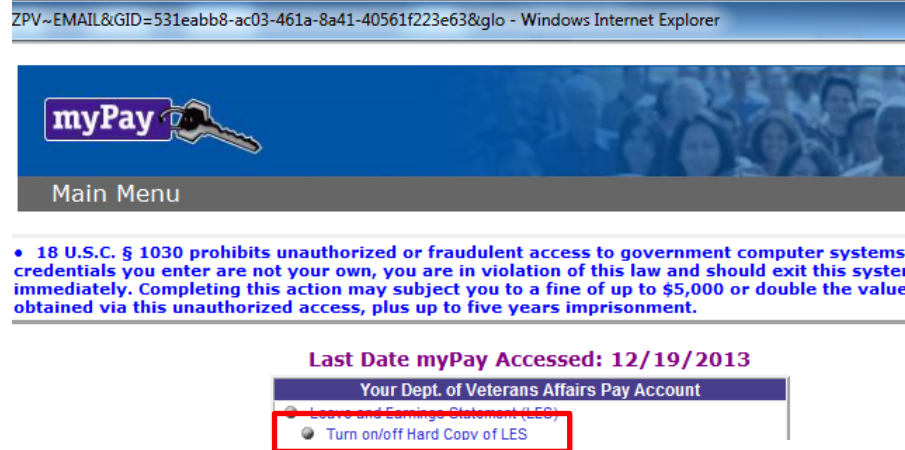 ZPV~EMAIL&GID=531eabb8-ac03-461a-8a41-40561f223e63&glo - Windows Internet Explorer
myPay
Main Menu
• 18 U.S.C. § 1030 prohibits unauthorized or fraudulent access to government computer systems
credentials you enter are not your own, you are in violation of this law and should exit this syster
immediately. Completing this action may subject you to a fine of up to $5,000 or double the value
obtained via this unauthorized access, plus up to five years imprisonment.
Last Date myPay Accessed: 12/19/2013
Your Dept. of Veterans Affairs Pay Account
Leave and Earnings Statement (LES)
Turn on/off Hard Copy of LES